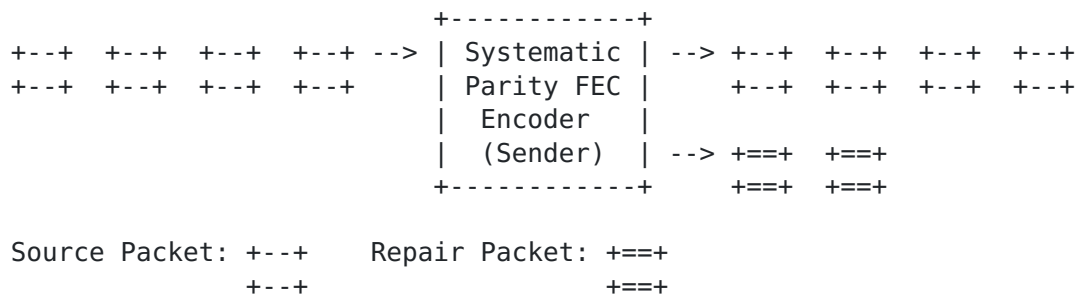 +------------+
+--+  +--+  +--+  +--+ --> | Systematic | --> +--+  +--+  +--+  +--+
+--+  +--+  +--+  +--+     | Parity FEC |     +--+  +--+  +--+  +--+
                           |  Encoder   |
                           |  (Sender)  | --> +==+  +==+
                           +------------+     +==+  +==+

Source Packet: +--+    Repair Packet: +==+
               +--+                   +==+